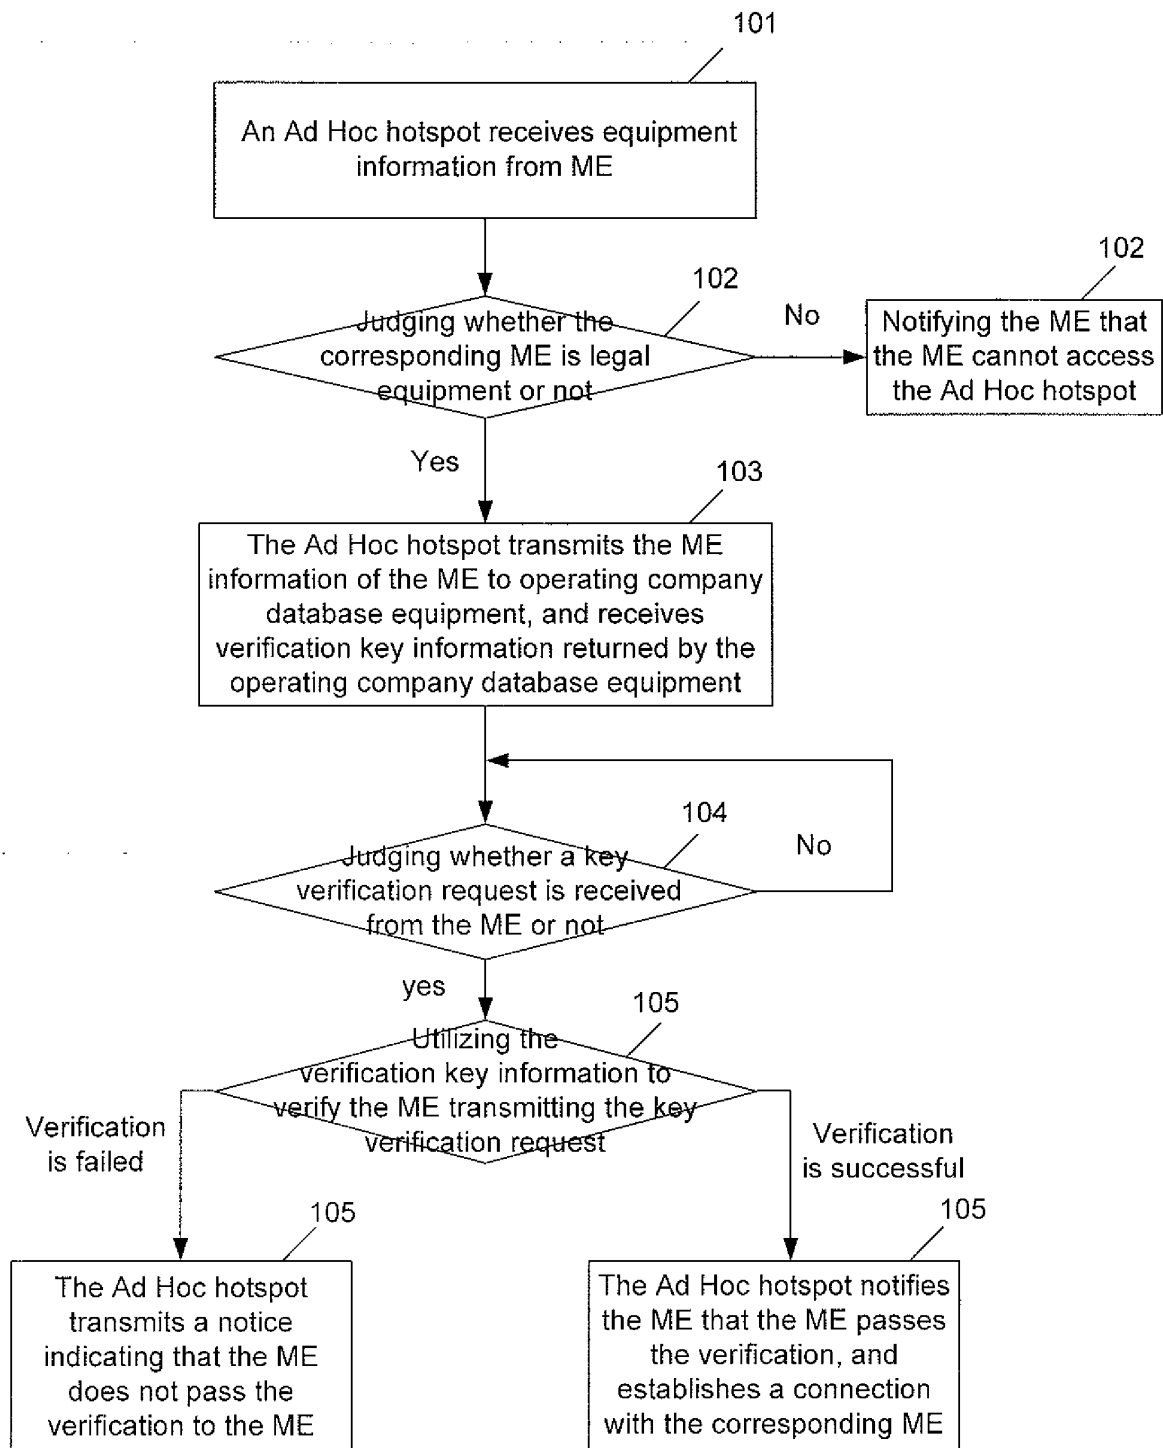 101
An Ad Hoc hotspot receives equipment
information from ME
102
Judging whether the
corresponding ME is legal
equipment or not
No
102
Notifying the ME that
the ME cannot access
the Ad Hoc hotspot
Yes
103
The Ad Hoc hotspot transmits the ME
information of the ME to operating company
database equipment, and receives
verification key information returned by the
operating company database equipment
104
Judging whether a key
verification request is received
from the ME or not
No
yes
105
Utilizing the
verification key information to
verify the ME transmitting the key
verification request
Verification
is failed
Verification
is successful
105
The Ad Hoc hotspot
transmits a notice
indicating that the ME
does not pass the
verification to the ME
105
The Ad Hoc hotspot notifies
the ME that the ME passes
the verification, and
establishes a connection
with the corresponding ME